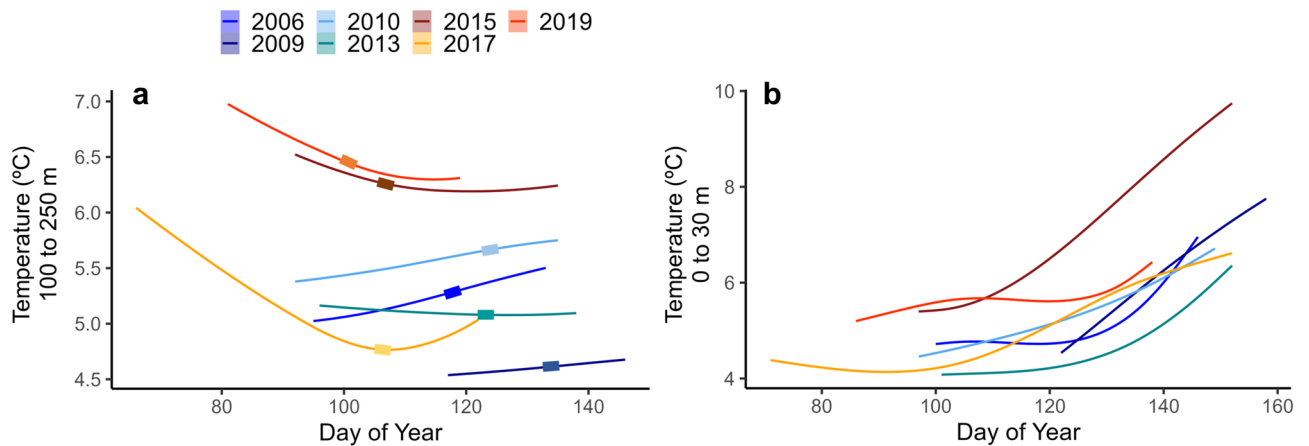 2006 2010 2015 2019
2009 2013 2017
a
Temperature (ºC)
100 to 250 m
7.0
6.5
6.0
5.5
5.0
4.5
80 100 120 140
Day of Year
b
Temperature (ºC)
0 to 30 m
10
8
6
4
80 100 120 140 160
Day of Year